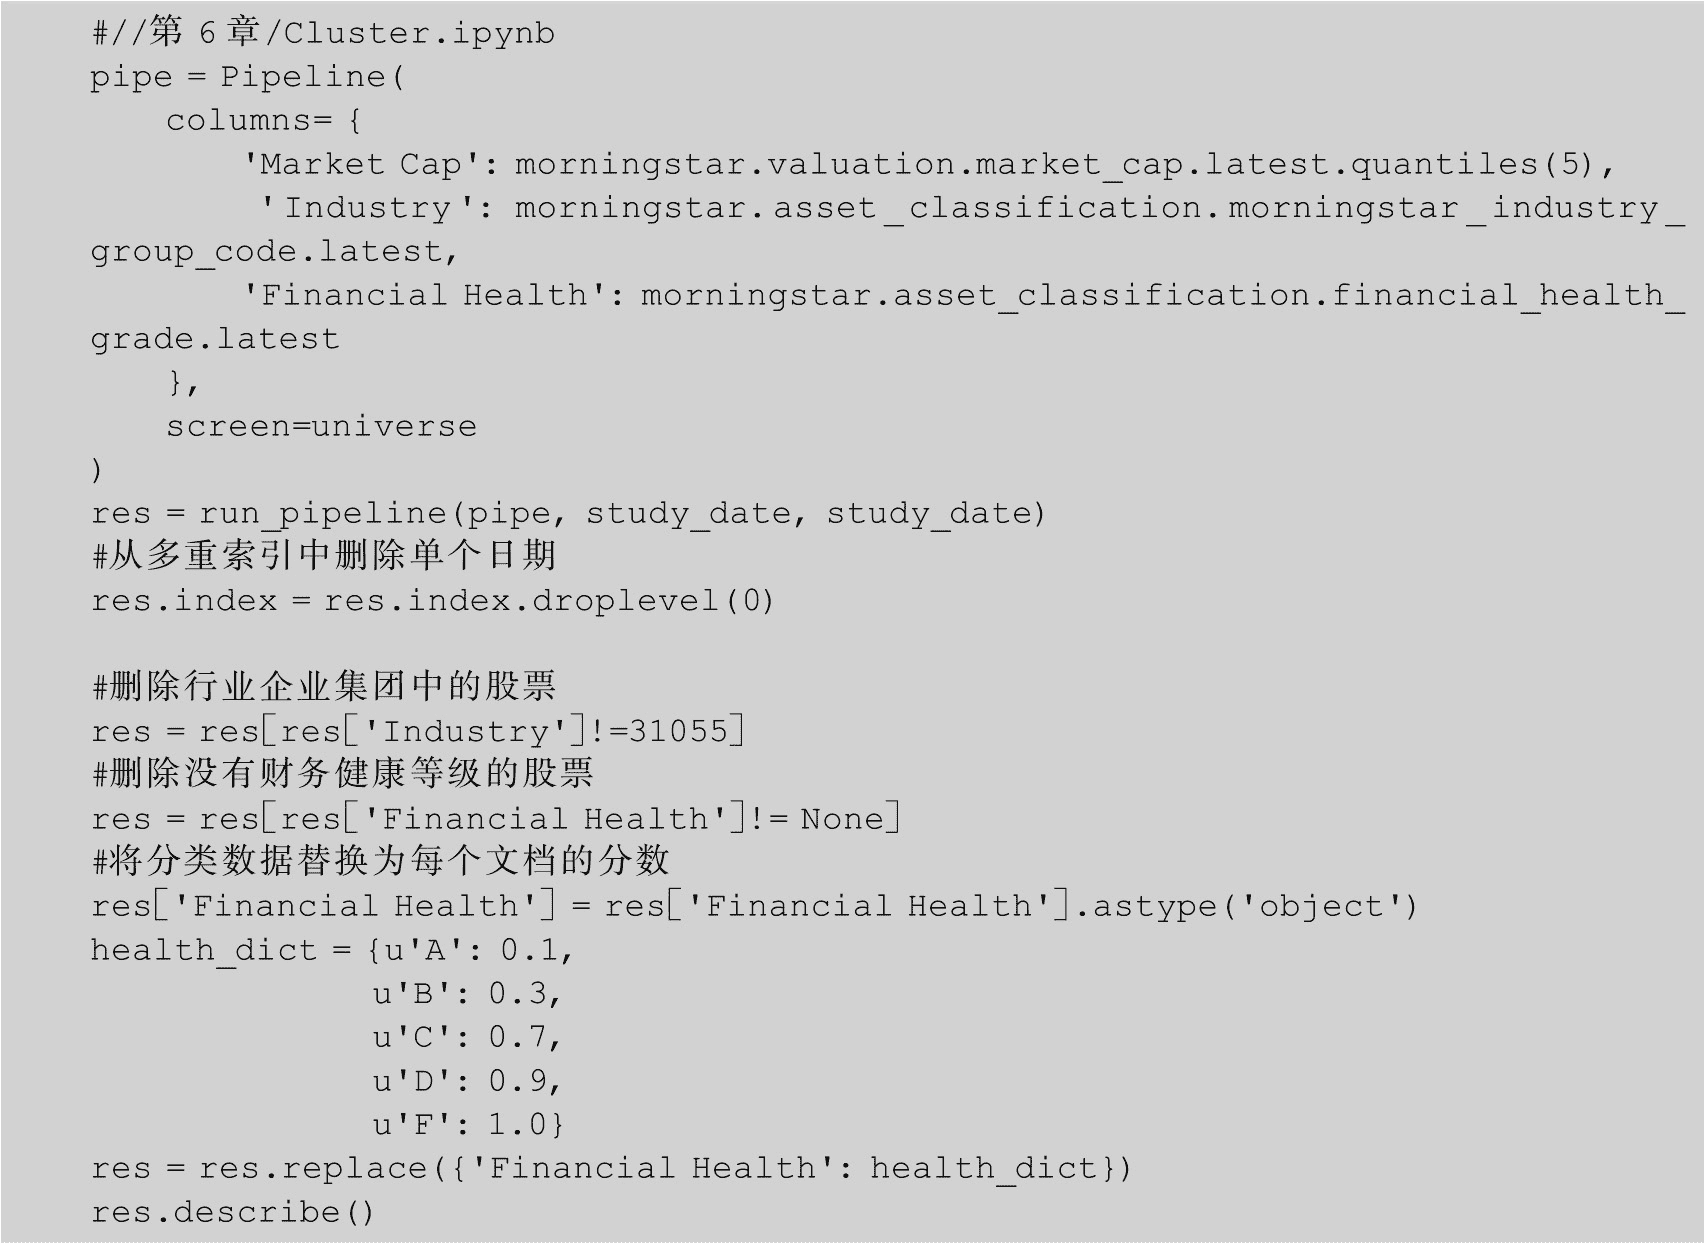 #//第 6 章/Cluster.ipynb
pipe = Pipeline(
    columns= {
        'Market Cap': morningstar.valuation.market_cap.latest.quantiles(5),
        'Industry': morningstar.asset_classification.morningstar_industry_
group_code.latest,
        'Financial Health': morningstar.asset_classification.financial_health_
grade.latest
    },
    screen=universe
)
res = run_pipeline(pipe, study_date, study_date)
#从多重索引中删除单个日期
res.index = res.index.droplevel(0)

#删除行业企业集团中的股票
res = res[res['Industry']!=31055]
#删除没有财务健康等级的股票
res = res[res['Financial Health']!= None]
#将分类数据替换为每个文档的分数
res['Financial Health'] = res['Financial Health'].astype('object')
health_dict = {u'A': 0.1,
               u'B': 0.3,
               u'C': 0.7,
               u'D': 0.9,
               u'F': 1.0}
res = res.replace({'Financial Health': health_dict})
res.describe()